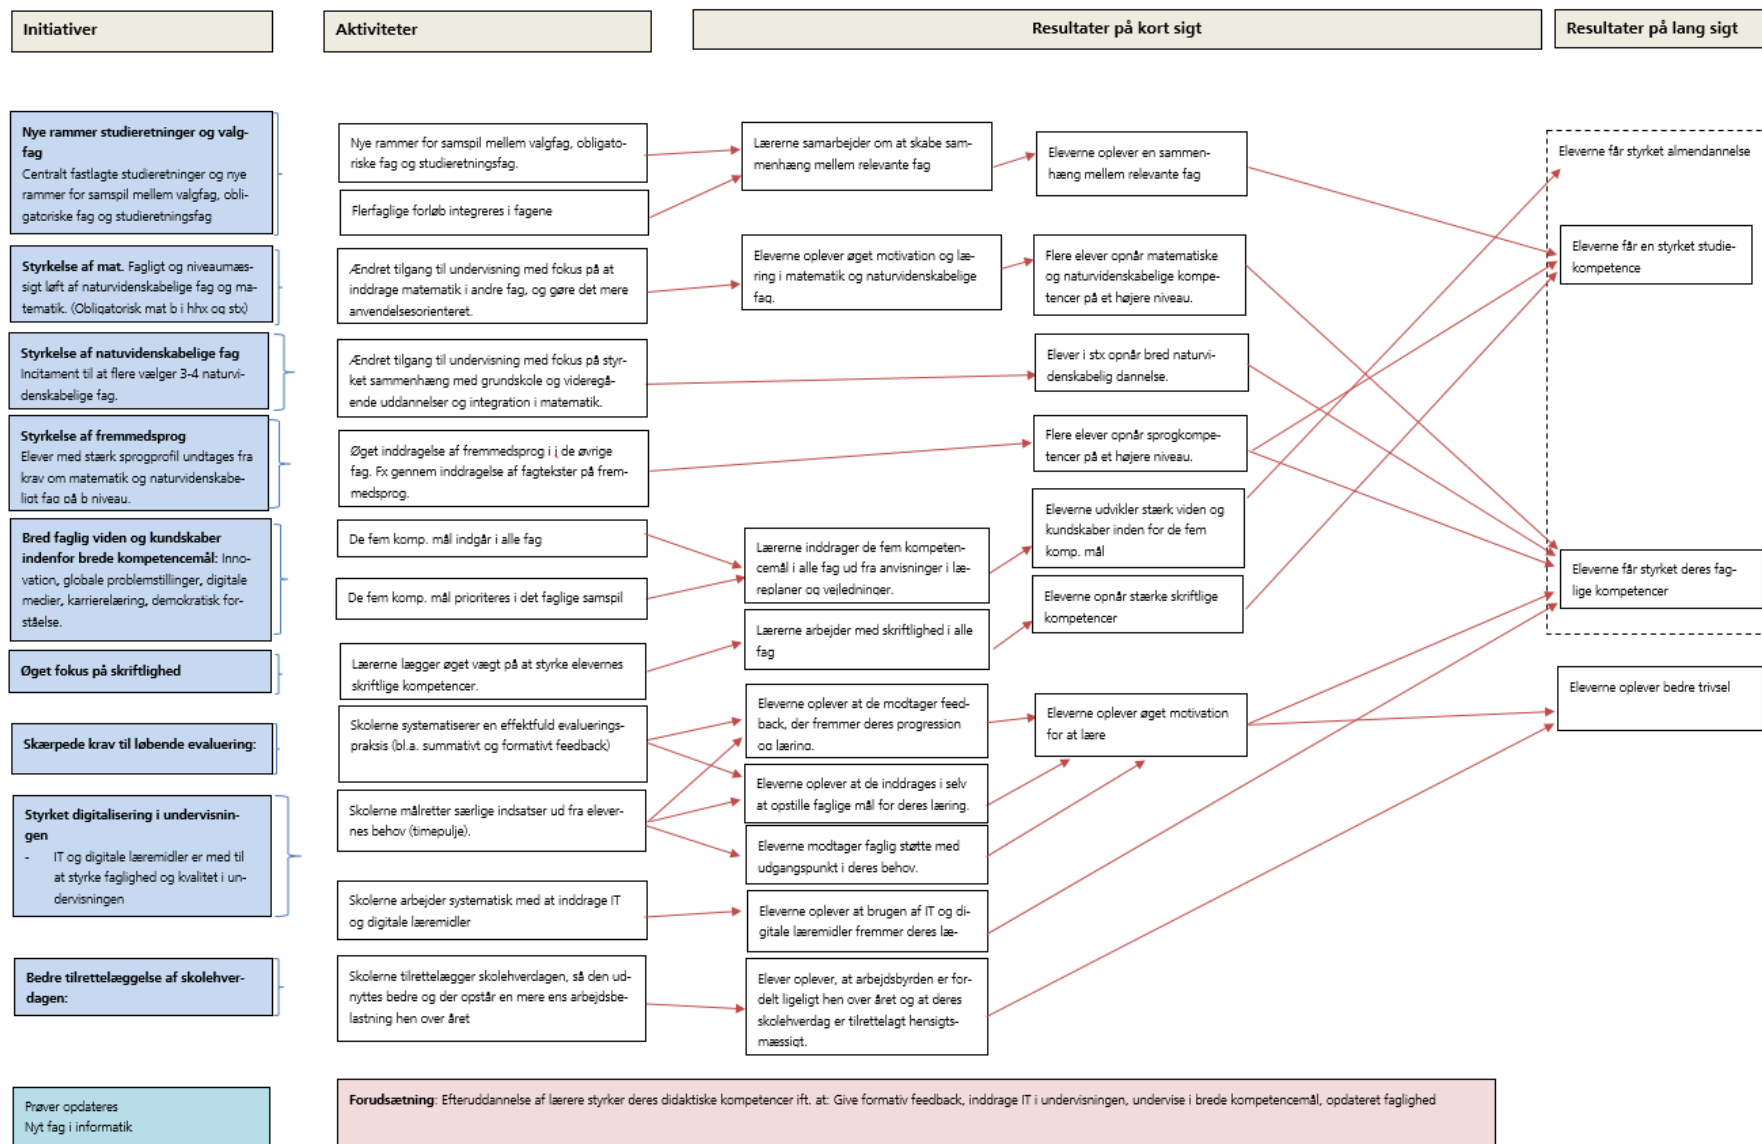 Initiativer
Aktiviteter
Resultater på kort sigt
Resultater på lang sigt
Nye rammer studieretninger og valg-
fag
Centralt fastlagte studieretninger og nye
rammer for samspil mellem valgfag, obli-
gatoriske fag og studieretningsfag
Styrkelse af mat. Fagligt og niveaumæs-
sigt løft af naturvidenskabelige fag og ma-
tematik. (Obligatorisk mat b i hhx og stx)
Styrkelse af natuvidenskabelige fag
Incitament til at flere vælger 3-4 naturvi-
denskabelige fag.
Styrkelse af fremmedsprog
Elever med stærk sprogprofil undtages fra
krav om matematik og naturvidenskabe-
ligt fag på b niveau.
Bred faglig viden og kundskaber
indenfor brede kompetencemål: Inno-
vation, globale problemstillinger, digitale
medier, karrierelæring, demokratisk for-
ståelse.
Øget fokus på skriftlighed
Skærpede krav til løbende evaluering:
Styrket digitalisering i undervisnin-
gen
- IT og digitale læremidler er med til
at styrke faglighed og kvalitet i un-
dervisningen
Bedre tilrettelæggelse af skolehver-
dagen:
Prøver opdateres
Nyt fag i informatik
Nye rammer for samspil mellem valgfag, obligato-
riske fag og studieretningsfag.
Flerfaglige forløb integreres i fagene
Ændret tilgang til undervisning med fokus på at
inddrage matematik i andre fag, og gøre det mere
anvendelsesorienteret.
Ændret tilgang til undervisning med fokus på styr-
ket sammenhæng med grundskole og videregå-
ende uddannelser og integration i matematik.
Øget inddragelse af fremmedsprog i i de øvrige
fag. Fx gennem inddragelse af fagtekster på frem-
medsprog.
De fem komp. mål indgår i alle fag
De fem komp. mål prioriteres i det faglige samspil
Lærerne lægger øget vægt på at styrke elevernes
skriftlige kompetencer.
Skolerne systematiserer en effektfuld evaluerings-
praksis (bl.a. summativt og formativt feedback)
Skolerne målretter særlige indsatser ud fra elever-
nes behov (timepulje).
Skolerne arbejder systematisk med at inddrage IT
og digitale læremidler
Skolerne tilrettelægger skolehverdagen, så den ud-
nyttes bedre og der opstår en mere ens arbejdsbe-
lastning hen over året
Lærerne samarbejder om at skabe sam-
menhæng mellem relevante fag
Eleverne oplever øget motivation og læ-
ring i matematik og naturvidenskabelige
fag.
Lærerne inddrager de fem kompeten-
cemål i alle fag ud fra anvisninger i læ-
replaner og vejledninger.
Lærerne arbejder med skriftlighed i alle
fag
Eleverne oplever at de modtager feed-
back, der fremmer deres progression
og læring.
Eleverne oplever at de inddrages i selv
at opstille faglige mål for deres læring.
Eleverne modtager faglig støtte med
udgangspunkt i deres behov.
Eleverne oplever at brugen af IT og di-
gitale læremidler fremmer deres læ-
Elever oplever, at arbejdsbyrden er for-
delt ligeligt hen over året og at deres
skolehverdag er tilrettelagt hensigts-
mæssigt.
Eleverne oplever en sammen-
hæng mellem relevante fag
Flere elever opnår matematiske
og naturvidenskabelige kompe-
tencer på et højere niveau.
Elever i stx opnår bred naturvi-
denskabelig dannelse.
Flere elever opnår sprogkompe-
tencer på et højere niveau.
Eleverne udvikler stærk viden og
kundskaber inden for de fem
komp. mål
Eleverne opnår stærke skriftlige
kompetencer
Eleverne oplever øget motivation
for at lære
Eleverne får styrket almendannelse
Eleverne får en styrket studie-
kompetence
Eleverne får styrket deres fag-
lige kompetencer
Eleverne oplever bedre trivsel
Forudsætning: Efteruddannelse af lærere styrker deres didaktiske kompetencer ift. at: Give formativ feedback, inddrage IT i undervisningen, undervise i brede kompetencemål, opdateret faglighed